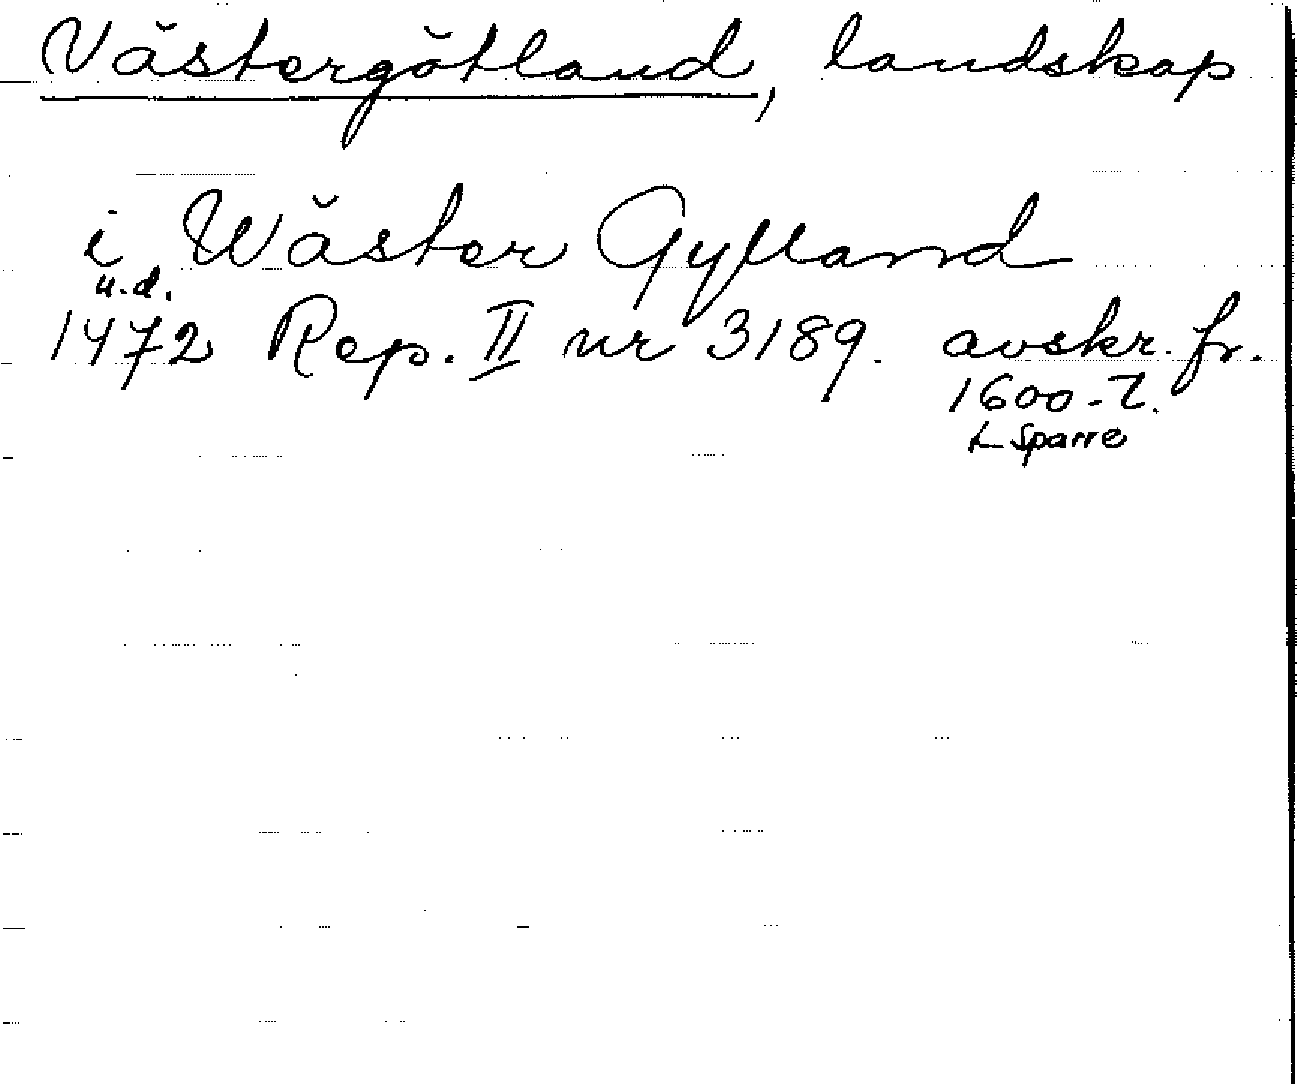 Västergötland, landskap
i Wäster Gylland
u.d.
1472 Rep. II nr 3189. avskr. fr.
1600-t.
L Sparre